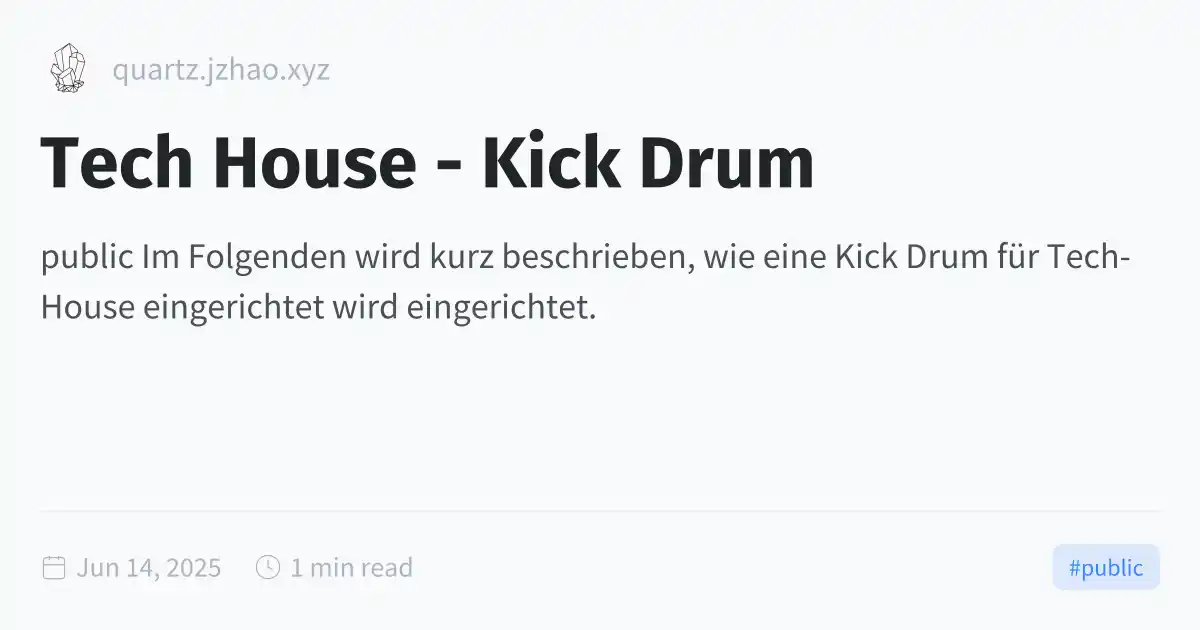 quartz.jzhao.xyz
Tech House - Kick Drum
public Im Folgenden wird kurz beschrieben, wie eine Kick Drum für Tech-
House eingerichtet wird eingerichtet.
Jun 14, 2025 1 min read #public